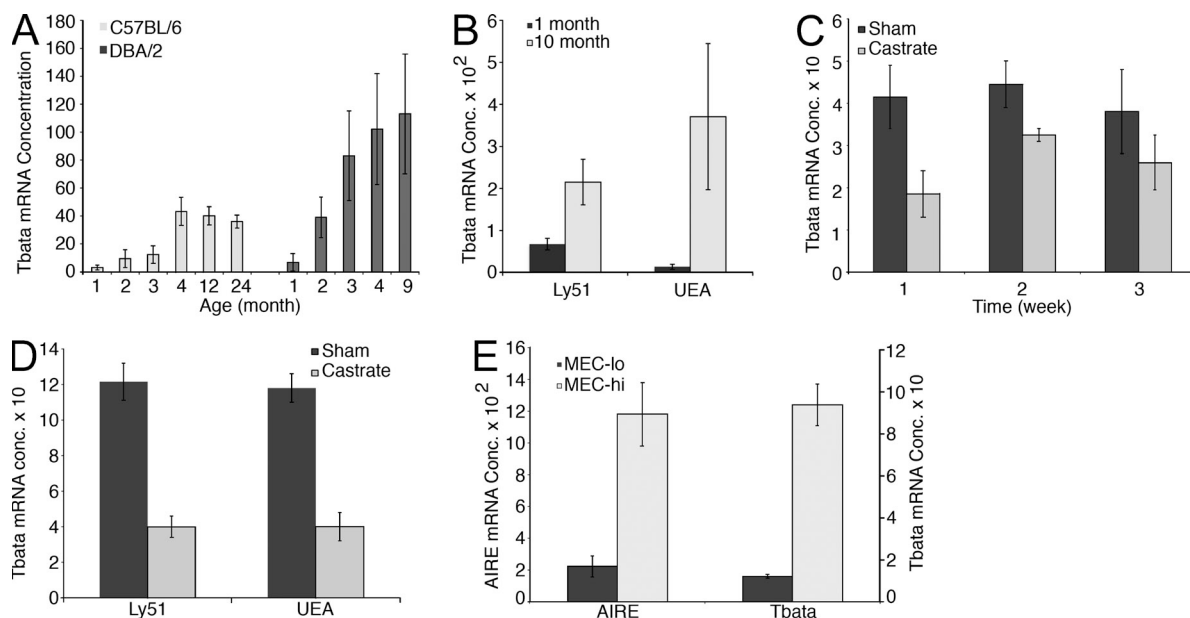 A
C57BL/6
DBA/2
Tbata mRNA Concentration
180
160
140
120
100
80
60
40
20
0
1 2 3 4 12 24 1 2 3 4 9
Age (month)
B
1 month
10 month
Tbata mRNA Conc. x 10²
6
5
4
3
2
1
0
Ly51 UEA
C
Sham
Castrate
Tbata mRNA Conc. x 10
6
5
4
3
2
1
0
1 2 3
Time (week)
D
Sham
Castrate
Tbata mRNA conc. x 10
14
12
10
8
6
4
2
0
Ly51 UEA
E
MEC-lo
MEC-hi
AIRE mRNA Conc. x 10²
16
14
12
10
8
6
4
2
0
AIRE Tbata
12
10
8
6
4
2
0
Tbata mRNA Conc. x 10